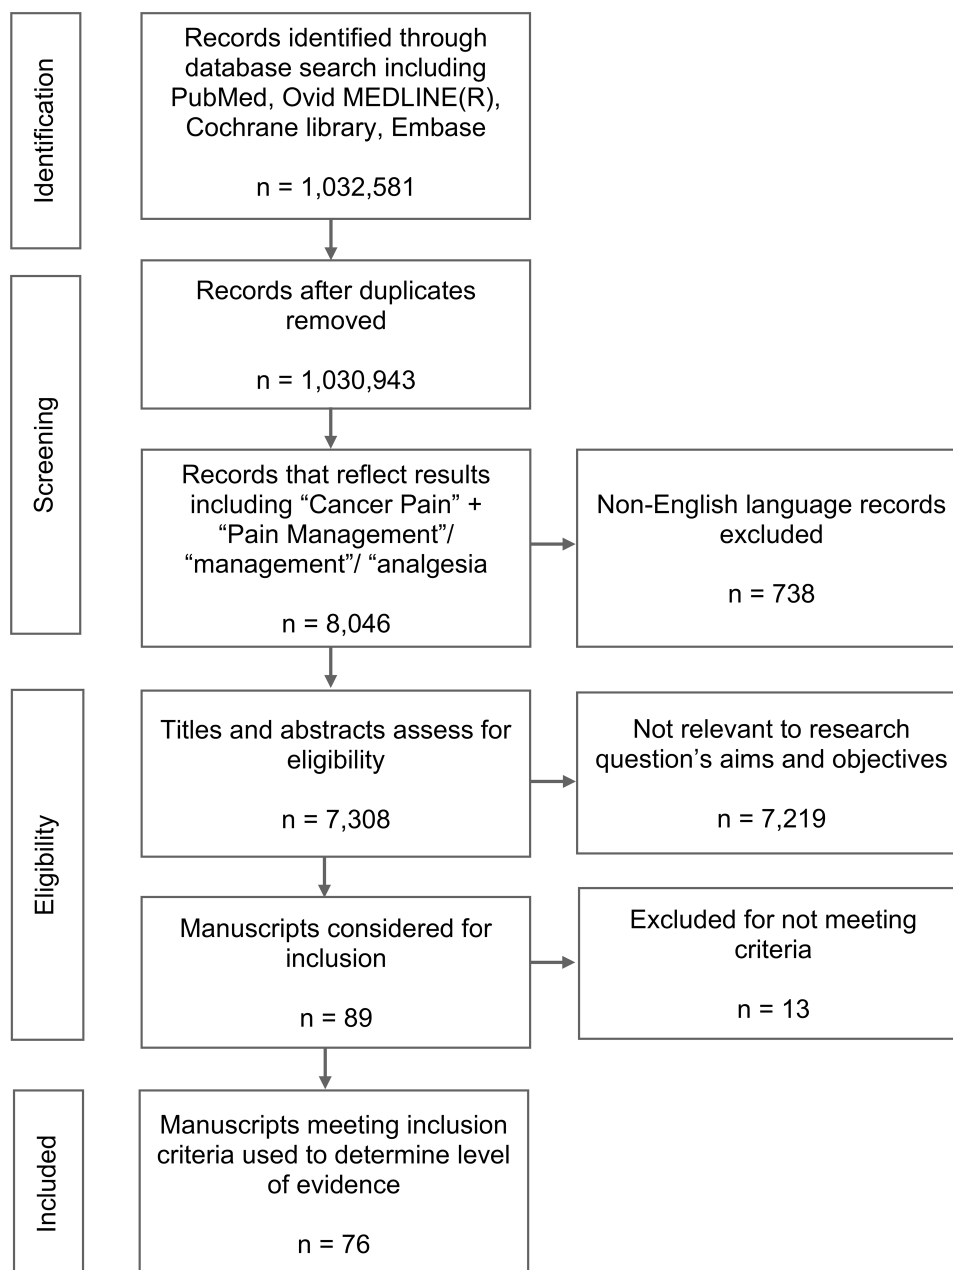 Identification
Records identified through
database search including
PubMed, Ovid MEDLINE(R),
Cochrane library, Embase
n = 1,032,581
Screening
Records after duplicates
removed
n = 1,030,943
Records that reflect results
including “Cancer Pain” +
“Pain Management”/
“management”/ “analgesia
n = 8,046
Non-English language records
excluded
n = 738
Eligibility
Titles and abstracts assess for
eligibility
n = 7,308
Not relevant to research
question’s aims and objectives
n = 7,219
Manuscripts considered for
inclusion
n = 89
Excluded for not meeting
criteria
n = 13
Included
Manuscripts meeting inclusion
criteria used to determine level
of evidence
n = 76